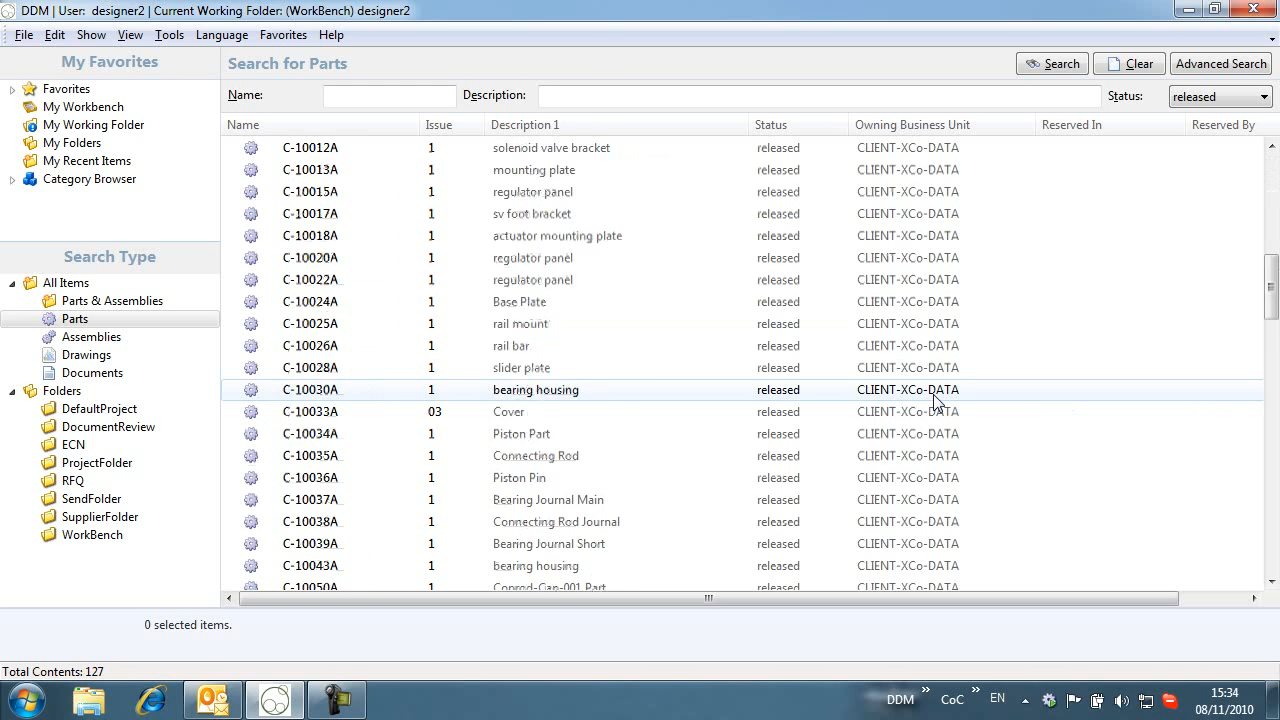 DDM | User: designer2 | Current Working Folder: (WorkBench) designer2
File Edit Show View Tools Language Favorites Help
My Favorites
Favorites
My Workbench
My Working Folder
My Folders
My Recent Items
Category Browser
Search Type
All Items
Parts & Assemblies
Parts
Assemblies
Drawings
Documents
Folders
DefaultProject
DocumentReview
ECN
ProjectFolder
RFQ
SendFolder
SupplierFolder
WorkBench
Search for Parts Search Clear Advanced Search
Name: Description: Status: released
Name Issue Description 1 Status Owning Business Unit Reserved In Reserved By
C-10012A 1 solenoid valve bracket released CLIENT-XCo-DATA
C-10013A 1 mounting plate released CLIENT-XCo-DATA
C-10015A 1 regulator panel released CLIENT-XCo-DATA
C-10017A 1 sv foot bracket released CLIENT-XCo-DATA
C-10018A 1 actuator mounting plate released CLIENT-XCo-DATA
C-10020A 1 regulator panel released CLIENT-XCo-DATA
C-10022A 1 regulator panel released CLIENT-XCo-DATA
C-10024A 1 Base Plate released CLIENT-XCo-DATA
C-10025A 1 rail mount released CLIENT-XCo-DATA
C-10026A 1 rail bar released CLIENT-XCo-DATA
C-10028A 1 slider plate released CLIENT-XCo-DATA
C-10030A 1 bearing housing released CLIENT-XCo-DATA
C-10033A 03 Cover released CLIENT-XCo-DATA
C-10034A 1 Piston Part released CLIENT-XCo-DATA
C-10035A 1 Connecting Rod released CLIENT-XCo-DATA
C-10036A 1 Piston Pin released CLIENT-XCo-DATA
C-10037A 1 Bearing Journal Main released CLIENT-XCo-DATA
C-10038A 1 Connecting Rod Journal released CLIENT-XCo-DATA
C-10039A 1 Bearing Journal Short released CLIENT-XCo-DATA
C-10043A 1 bearing housing released CLIENT-XCo-DATA
C-10050A 1 released CLIENT-XCo-DATA
0 selected items.
Total Contents: 127
DDM » CoC » EN 15:34
08/11/2010